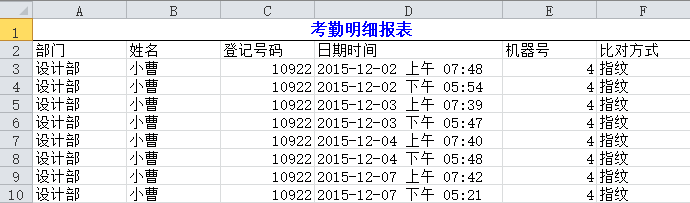 A B C D E F
1 考勤明细报表
2 部门 姓名 登记号码 日期时间 机器号 比对方式
3 设计部 小曹 10922 2015-12-02 上午 07:48 4 指纹
4 设计部 小曹 10922 2015-12-02 下午 05:54 4 指纹
5 设计部 小曹 10922 2015-12-03 上午 07:39 4 指纹
6 设计部 小曹 10922 2015-12-03 下午 05:47 4 指纹
7 设计部 小曹 10922 2015-12-04 上午 07:40 4 指纹
8 设计部 小曹 10922 2015-12-04 下午 05:48 4 指纹
9 设计部 小曹 10922 2015-12-07 上午 07:42 4 指纹
10 设计部 小曹 10922 2015-12-07 下午 05:21 4 指纹